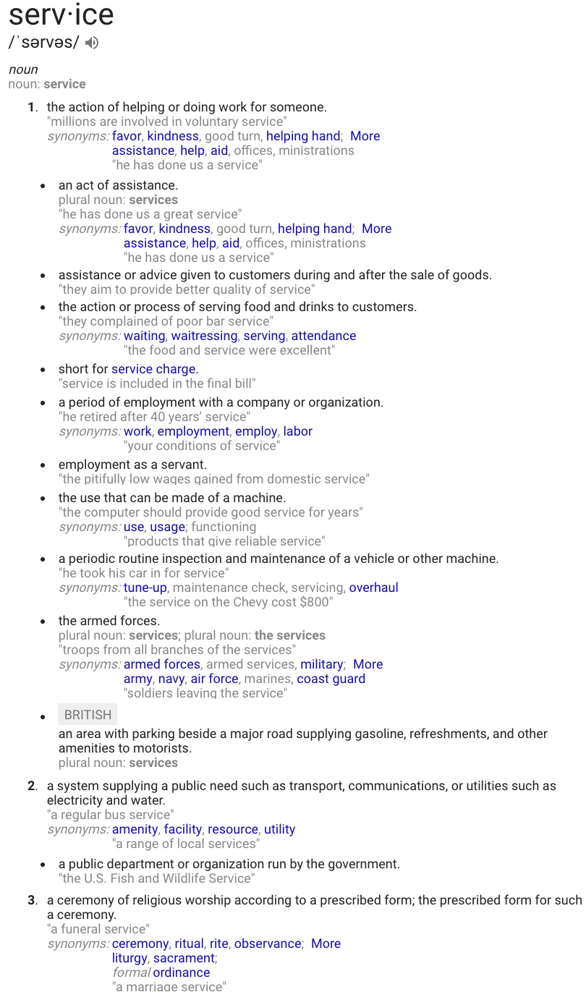 serv·ice
/ˈsərvəs/
noun
noun: service
1. the action of helping or doing work for someone.
"millions are involved in voluntary service"
synonyms: favor, kindness, good turn, helping hand; More
assistance, help, aid, offices, ministrations
"he has done us a service"
• an act of assistance.
plural noun: services
"he has done us a great service"
synonyms: favor, kindness, good turn, helping hand; More
assistance, help, aid, offices, ministrations
"he has done us a service"
• assistance or advice given to customers during and after the sale of goods.
"they aim to provide better quality of service"
• the action or process of serving food and drinks to customers.
"they complained of poor bar service"
synonyms: waiting, waitressing, serving, attendance
"the food and service were excellent"
• short for service charge.
"service is included in the final bill"
• a period of employment with a company or organization.
"he retired after 40 years' service"
synonyms: work, employment, employ, labor
"your conditions of service"
• employment as a servant.
"the pitifully low wages gained from domestic service"
• the use that can be made of a machine.
"the computer should provide good service for years"
synonyms: use, usage; functioning
"products that give reliable service"
• a periodic routine inspection and maintenance of a vehicle or other machine.
"he took his car in for service"
synonyms: tune-up, maintenance check, servicing, overhaul
"the service on the Chevy cost $800"
• the armed forces.
plural noun: services; plural noun: the services
"troops from all branches of the services"
synonyms: armed forces, armed services, military; More
army, navy, air force, marines, coast guard
"soldiers leaving the service"
• BRITISH
an area with parking beside a major road supplying gasoline, refreshments, and other
amenities to motorists.
plural noun: services
2. a system supplying a public need such as transport, communications, or utilities such as
electricity and water.
"a regular bus service"
synonyms: amenity, facility, resource, utility
"a range of local services"
• a public department or organization run by the government.
"the U.S. Fish and Wildlife Service"
3. a ceremony of religious worship according to a prescribed form; the prescribed form for such
a ceremony.
"a funeral service"
synonyms: ceremony, ritual, rite, observance; More
liturgy, sacrament;
formal ordinance
"a marriage service"